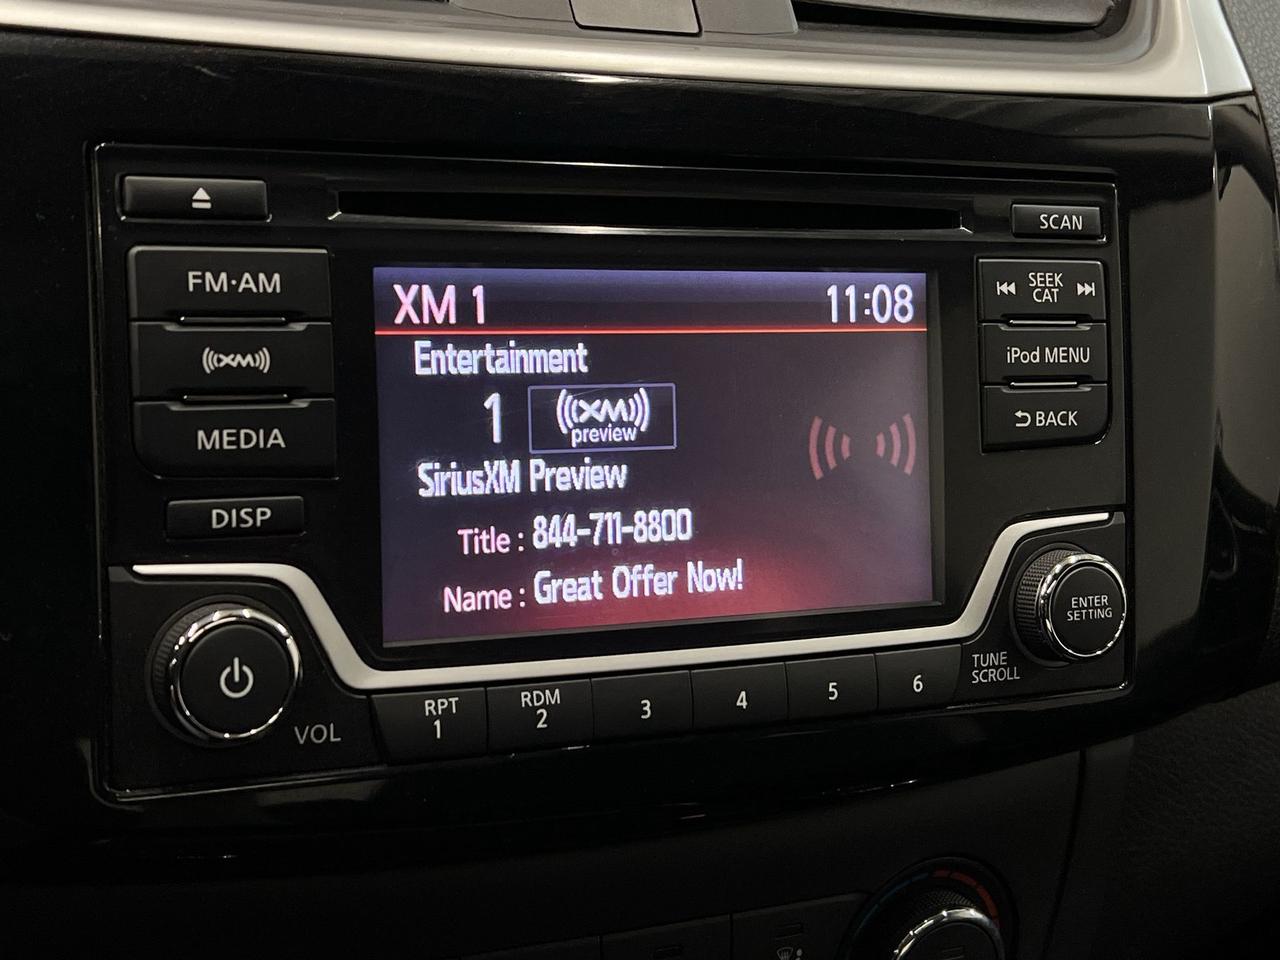 SCAN
FM·AM
XM
MEDIA
DISP
VOL
XM 1 11:08
Entertainment
1 XM
preview
SiriusXM Preview
Title : 844-711-8800
Name : Great Offer Now!
SEEK
CAT
iPod MENU
BACK
ENTER
SETTING
TUNE
SCROLL
RPT
1
RDM
2
3
4
5
6